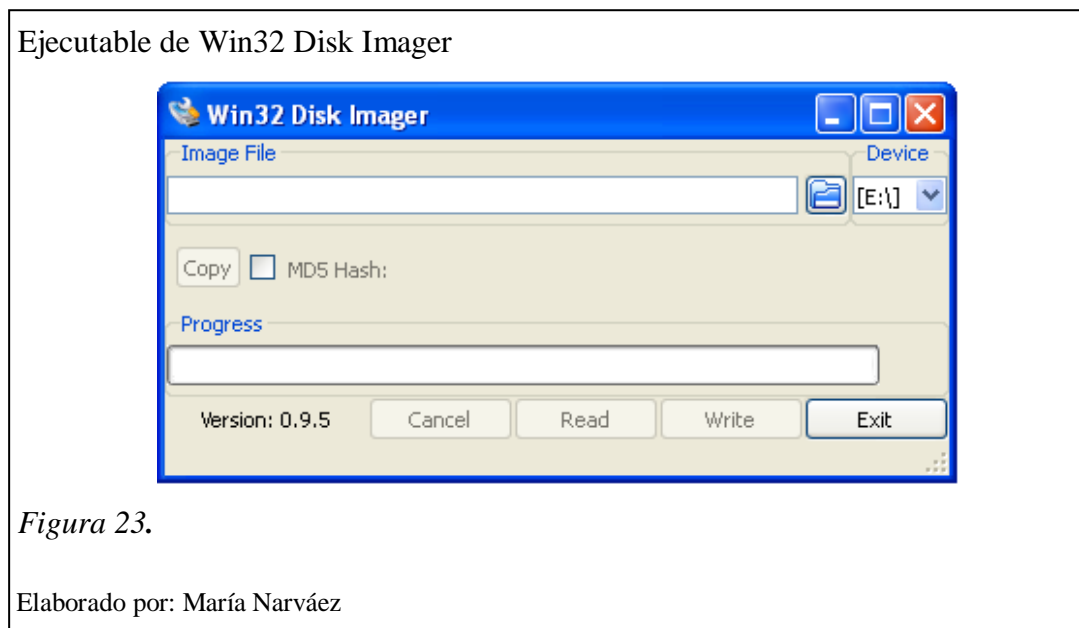 Ejecutable de Win32 Disk Imager
Win32 Disk Imager
Image File Device
[E:\]
Copy MD5 Hash:
Progress
Version: 0.9.5 Cancel Read Write Exit
Figura 23.
Elaborado por: María Narváez